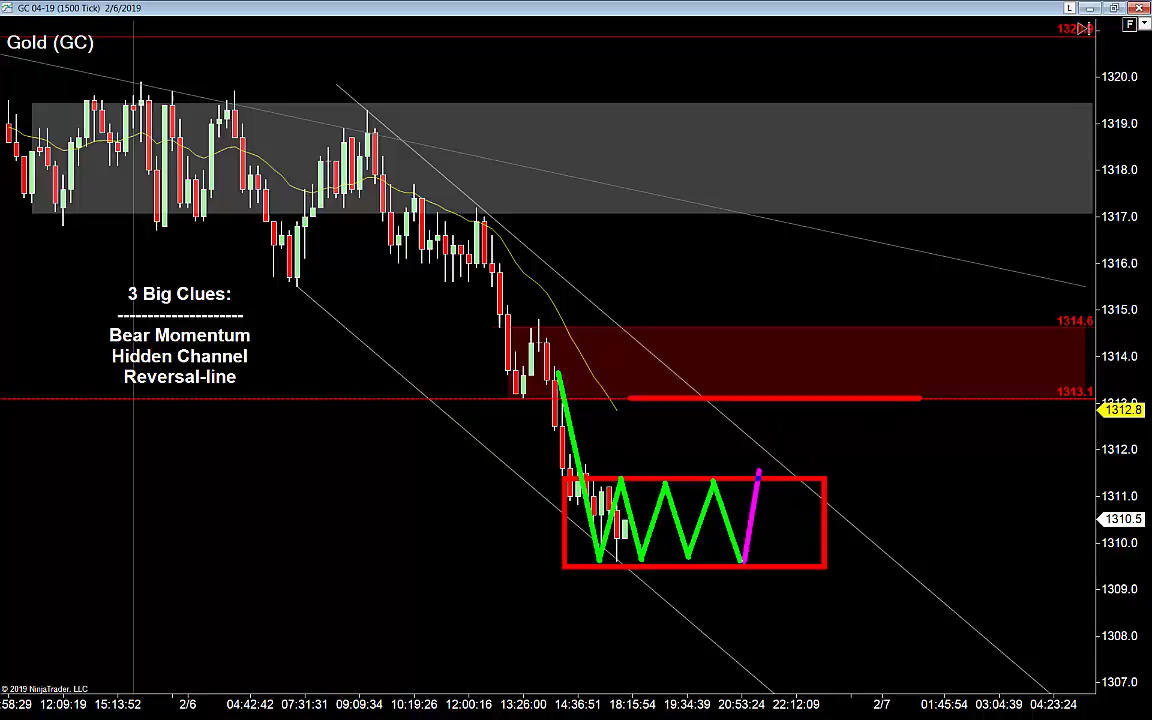 GC 04-19 (1500 Tick) 2/6/2019
L
F
Gold (GC)
1320.0
1319.0
1318.0
1317.0
1316.0
1315.0
1314.6
1314.0
1313.1
1312.8
1312.0
1311.0
1310.5
1310.0
1309.0
1308.0
1307.0
3 Big Clues:
--------------------
Bear Momentum
Hidden Channel
Reversal-line
© 2019 NinjaTrader, LLC
:58:29 12:09:19 15:13:52 2/6 04:42:42 07:31:31 09:09:34 10:19:26 12:00:16 13:26:00 14:36:51 18:15:54 19:34:39 20:53:24 22:12:09 2/7 01:45:54 03:04:39 04:23:24